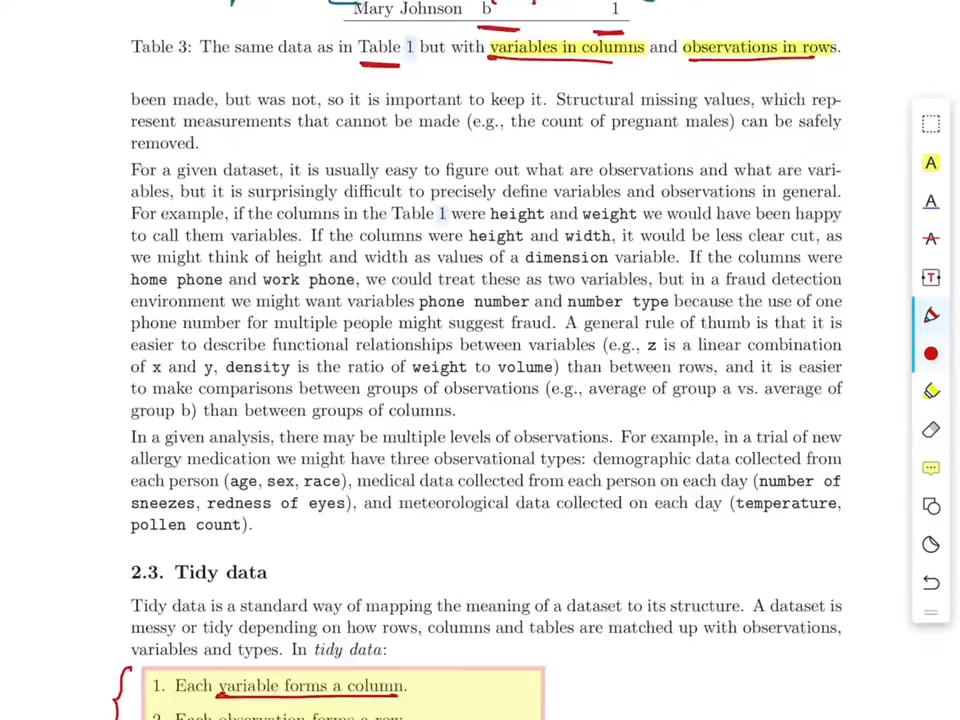 Mary Johnson b 1
Table 3: The same data as in Table 1 but with variables in columns and observations in rows.
been made, but was not, so it is important to keep it. Structural missing values, which rep-
resent measurements that cannot be made (e.g., the count of pregnant males) can be safely
removed.
For a given dataset, it is usually easy to figure out what are observations and what are vari-
ables, but it is surprisingly difficult to precisely define variables and observations in general.
For example, if the columns in the Table 1 were height and weight we would have been happy
to call them variables. If the columns were height and width, it would be less clear cut, as
we might think of height and width as values of a dimension variable. If the columns were
home phone and work phone, we could treat these as two variables, but in a fraud detection
environment we might want variables phone number and number type because the use of one
phone number for multiple people might suggest fraud. A general rule of thumb is that it is
easier to describe functional relationships between variables (e.g., z is a linear combination
of x and y, density is the ratio of weight to volume) than between rows, and it is easier
to make comparisons between groups of observations (e.g., average of group a vs. average of
group b) than between groups of columns.
In a given analysis, there may be multiple levels of observations. For example, in a trial of new
allergy medication we might have three observational types: demographic data collected from
each person (age, sex, race), medical data collected from each person on each day (number of
sneezes, redness of eyes), and meteorological data collected on each day (temperature,
pollen count).
2.3. Tidy data
Tidy data is a standard way of mapping the meaning of a dataset to its structure. A dataset is
messy or tidy depending on how rows, columns and tables are matched up with observations,
variables and types. In tidy data:
1. Each variable forms a column.
2. Each observation forms a row.
A
A
A
T